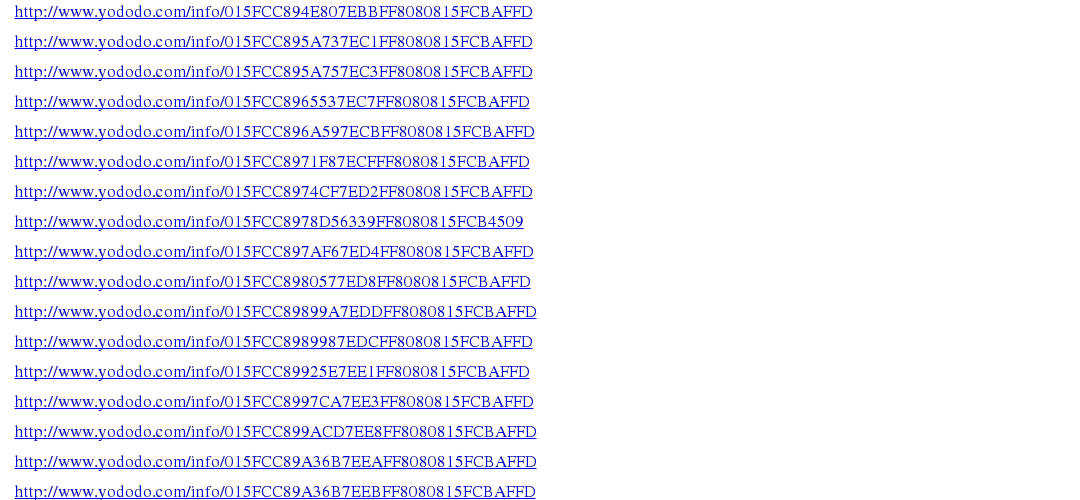 http://www.yododo.com/info/015FCC894E807EBBFF8080815FCBAFFD
http://www.yododo.com/info/015FCC895A737EC1FF8080815FCBAFFD
http://www.yododo.com/info/015FCC895A757EC3FF8080815FCBAFFD
http://www.yododo.com/info/015FCC8965537EC7FF8080815FCBAFFD
http://www.yododo.com/info/015FCC896A597ECBFF8080815FCBAFFD
http://www.yododo.com/info/015FCC8971F87ECFFF8080815FCBAFFD
http://www.yododo.com/info/015FCC8974CF7ED2FF8080815FCBAFFD
http://www.yododo.com/info/015FCC8978D56339FF8080815FCB4509
http://www.yododo.com/info/015FCC897AF67ED4FF8080815FCBAFFD
http://www.yododo.com/info/015FCC8980577ED8FF8080815FCBAFFD
http://www.yododo.com/info/015FCC89899A7EDDFF8080815FCBAFFD
http://www.yododo.com/info/015FCC8989987EDCFF8080815FCBAFFD
http://www.yododo.com/info/015FCC89925E7EE1FF8080815FCBAFFD
http://www.yododo.com/info/015FCC8997CA7EE3FF8080815FCBAFFD
http://www.yododo.com/info/015FCC899ACD7EE8FF8080815FCBAFFD
http://www.yododo.com/info/015FCC89A36B7EEAFF8080815FCBAFFD
http://www.yododo.com/info/015FCC89A36B7EEBFF8080815FCBAFFD